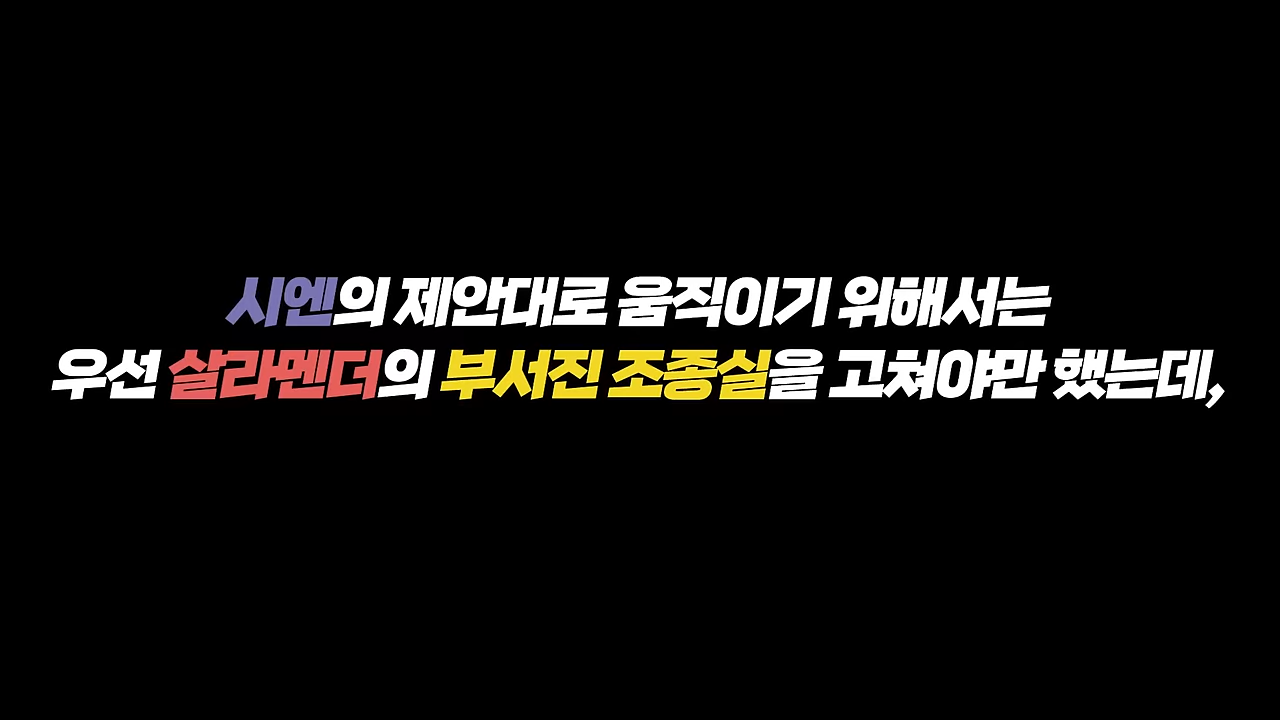 시엔의 제안대로 움직이기 위해서는
우선 살라멘더의 부서진 조종실을 고쳐야만 했는데,